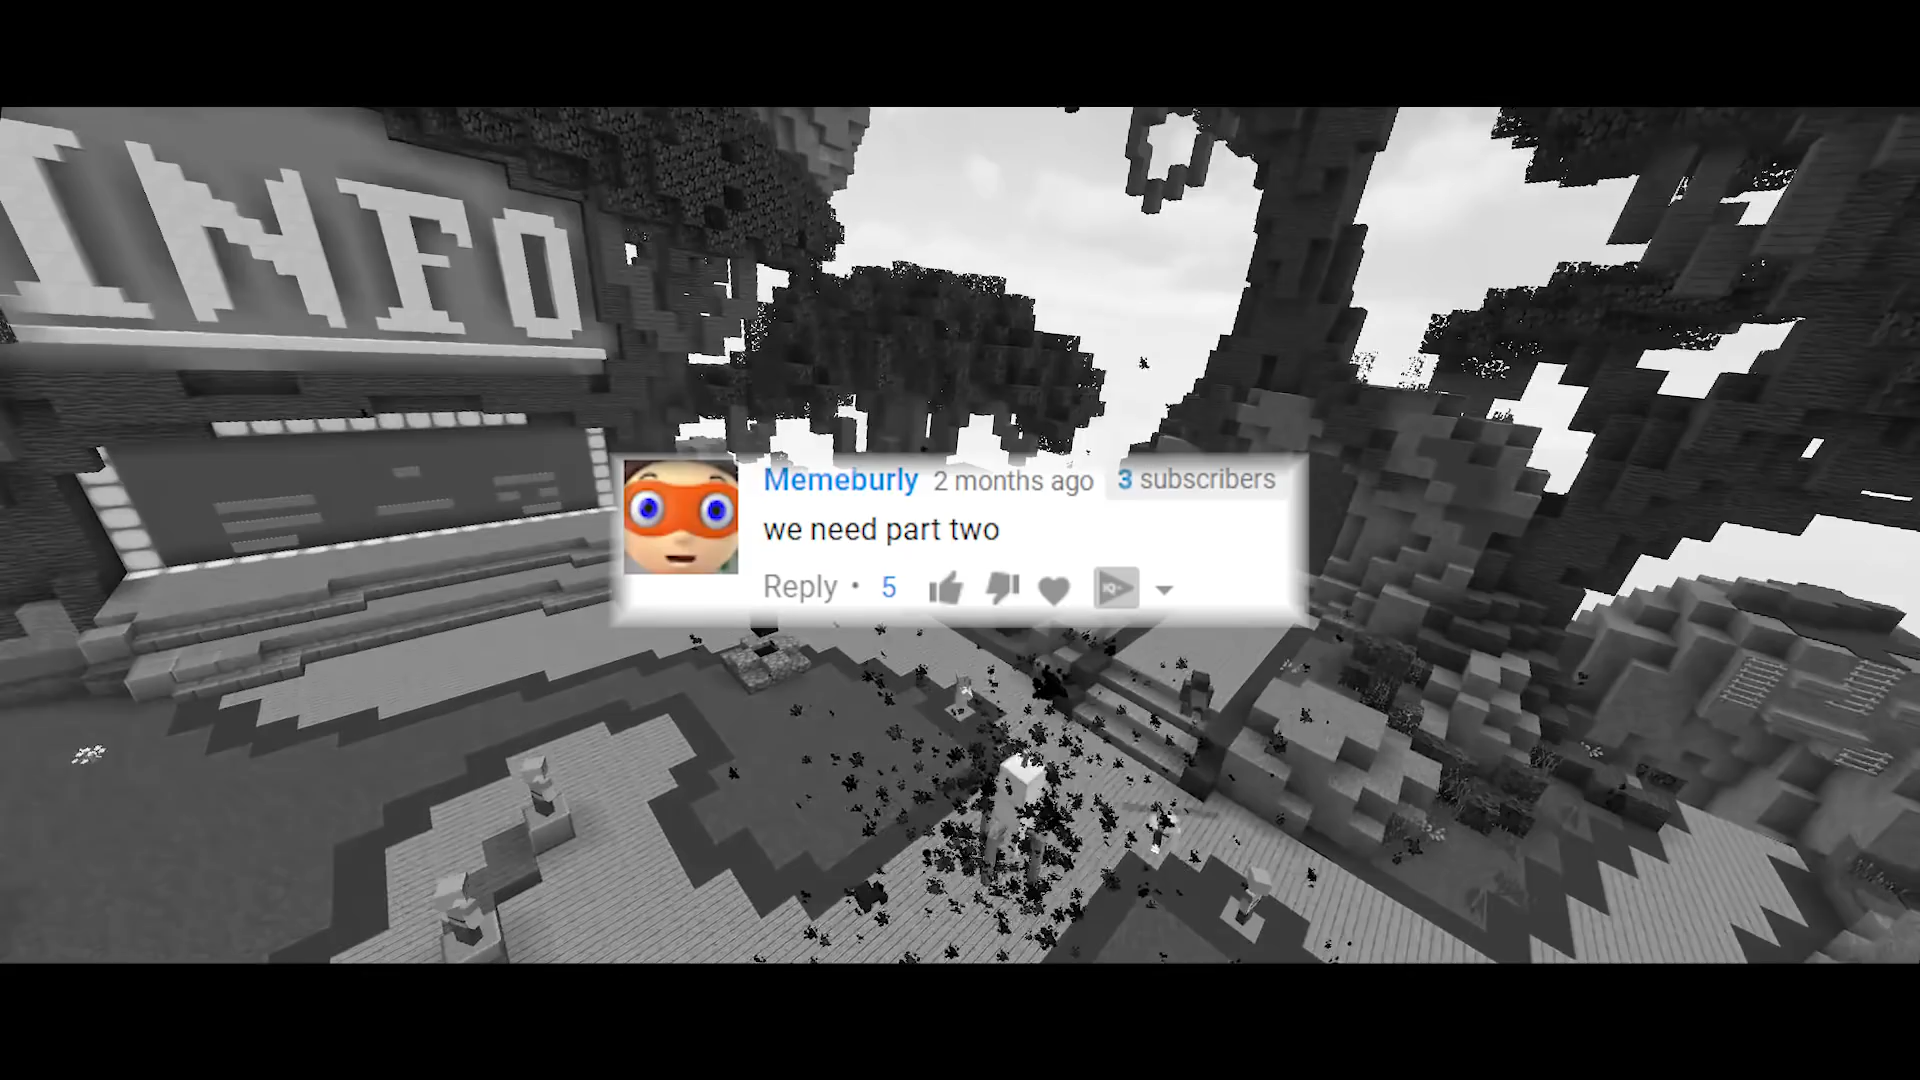 INFO
Memeburly 2 months ago 3 subscribers
we need part two
Reply • 5